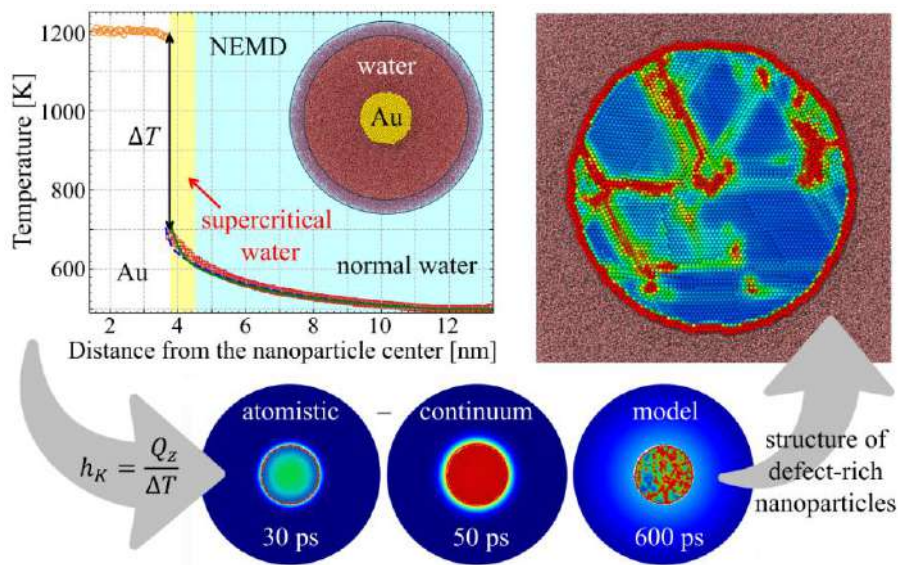 1200
1000
800
600
Temperature [K]
NEMD
water
Au
ΔT
supercritical
water
Au
normal water
2
4
6
8
10
12
Distance from the nanoparticle center [nm]
h_K = Q_z / ΔT
atomistic – continuum model
30 ps
50 ps
600 ps
structure of
defect-rich
nanoparticles